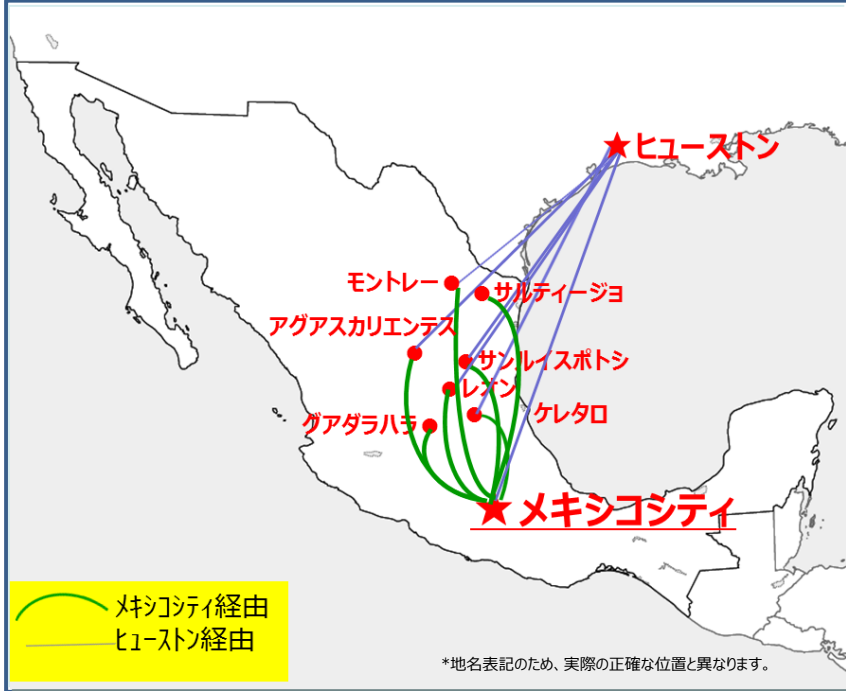 ヒューストン
モントレー
サルティージョ
アグアスカリエンテス
サンルイスポトシ
レオン
ケレタロ
グアダラハラ
メキシコシティ
メキシコシティ経由
ヒューストン経由
*地名表記のため、実際の正確な位置と異なります。